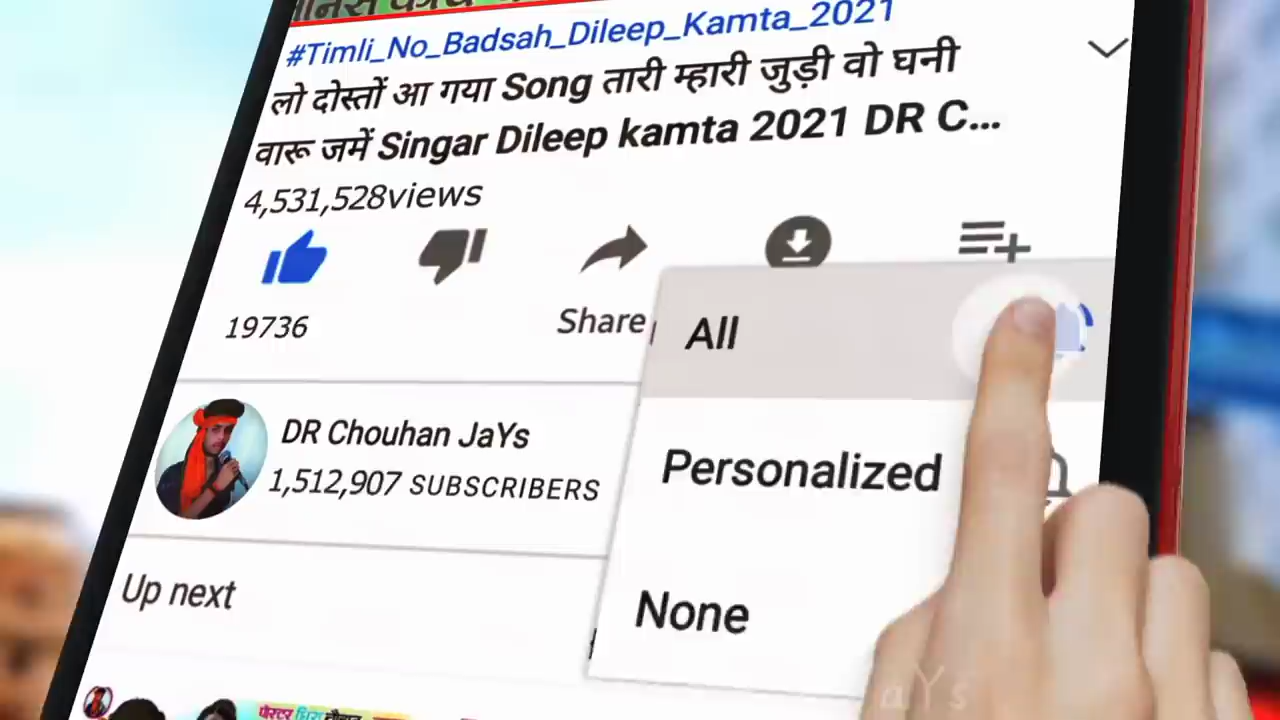 #Timli_No_Badsah_Dileep_Kamta_2021
लो दोस्तों आ गया Song तारी म्हारी जुड़ी वो घनी
वारू जमें Singar Dileep kamta 2021 DR C...
4,531,528views
19736
Share
All
DR Chouhan JaYs
1,512,907 SUBSCRIBERS
Personalized
Up next
None
aYs